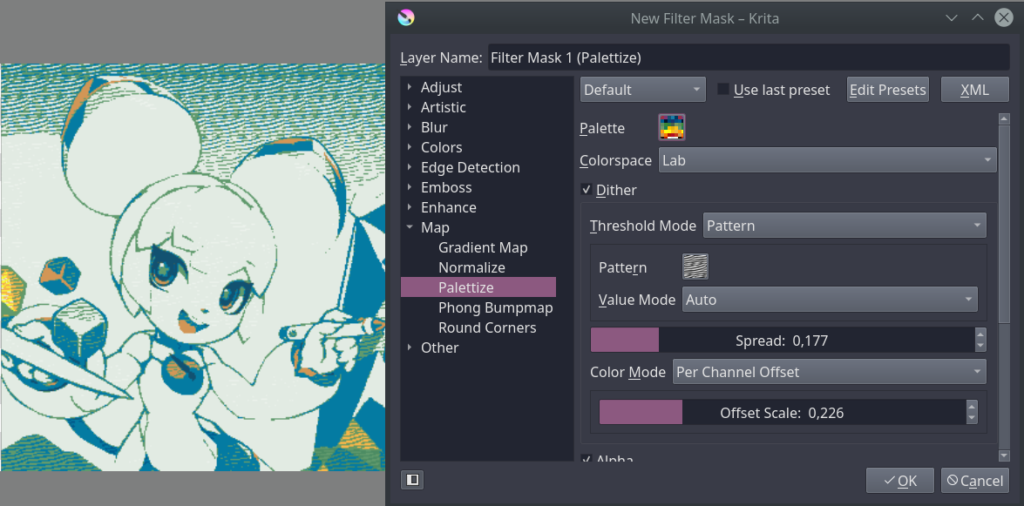 New Filter Mask – Krita
Layer Name: Filter Mask 1 (Palettize)
Adjust
Artistic
Blur
Colors
Edge Detection
Emboss
Enhance
Map
Gradient Map
Normalize
Palettize
Phong Bumpmap
Round Corners
Other
Default Use last preset Edit Presets XML
Palette
Colorspace Lab
Dither
Threshold Mode Pattern
Pattern
Value Mode Auto
Spread: 0,177
Color Mode Per Channel Offset
Offset Scale: 0,226
Alpha
OK Cancel